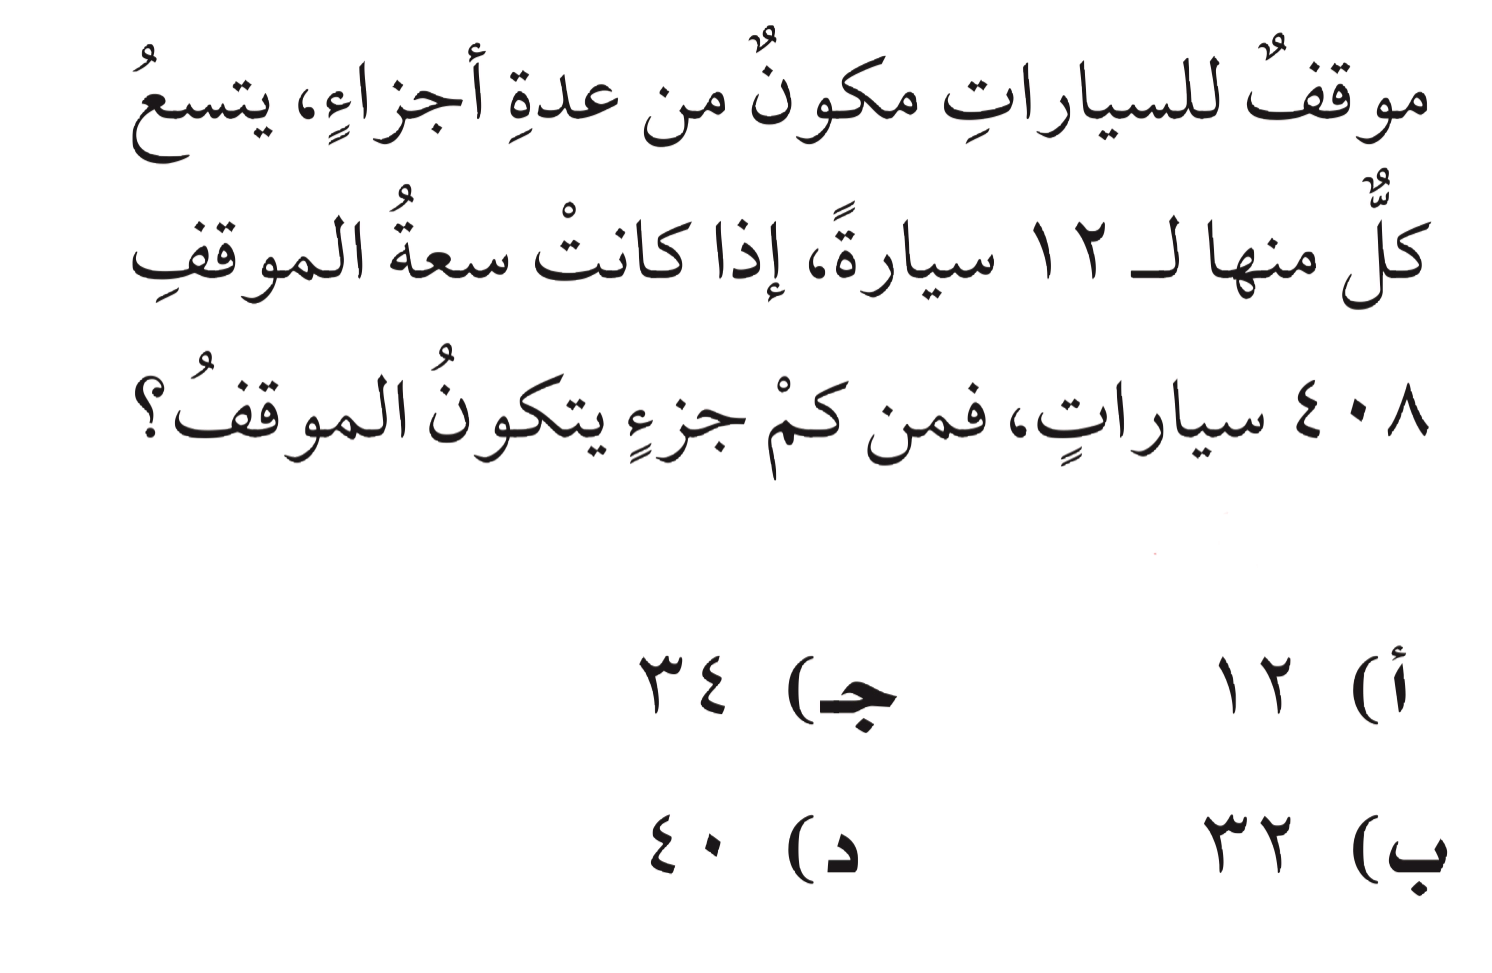 موقفٌ للسياراتِ مكونٌ من عدةِ أجزاءٍ، يتسعُ
كلٌّ منها لـ ١٢ سيارةً، إذا كانتْ سعةُ الموقفِ
٤٠٨ سياراتٍ، فمن كمْ جزءٍ يتكونُ الموقفُ؟
أ) ١٢ جـ) ٣٤
ب) ٣٢ د) ٤٠